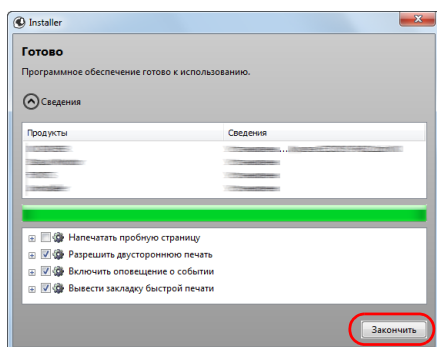 Installer
Готово
Программное обеспечение готово к использованию.
Сведения
Продукты Сведения
Напечатать пробную страницу
Разрешить двустороннюю печать
Включить оповещение о событии
Вывести закладку быстрой печати
Закончить